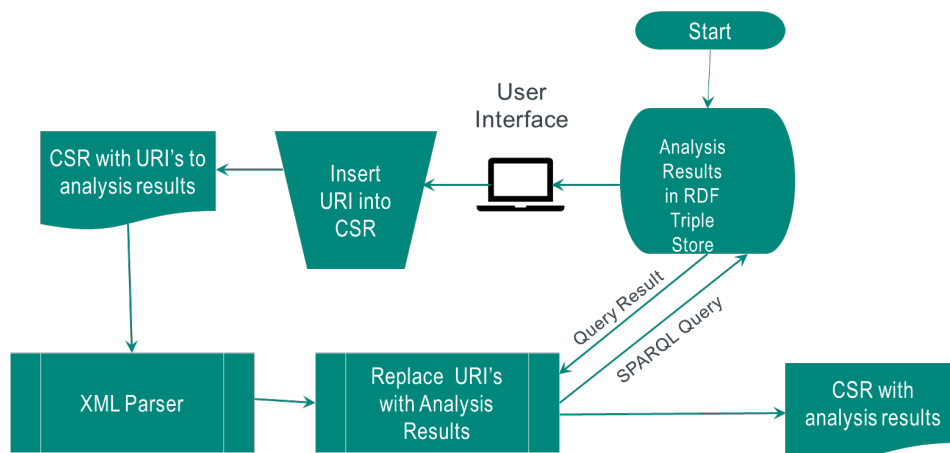 Start
User
Interface
Analysis
Results
in RDF
Triple
Store
Insert
URI into
CSR
CSR with URI's to
analysis results
Query Result
SPARQL Query
XML Parser
Replace URI's
with Analysis
Results
CSR with
analysis results